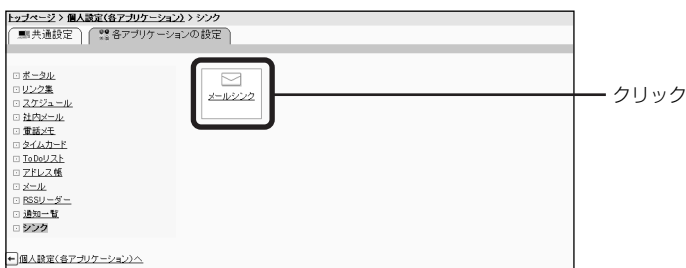 トップページ > 個人設定(各アプリケーション) > シンク
共通設定 各アプリケーションの設定
ポータル
リンク集
スケジュール
社内メール
電話メモ
タイムカード
ToDoリスト
アドレス帳
メール
RSSリーダー
通知一覧
シンク
メールシンク
クリック
個人設定(各アプリケーション)へ